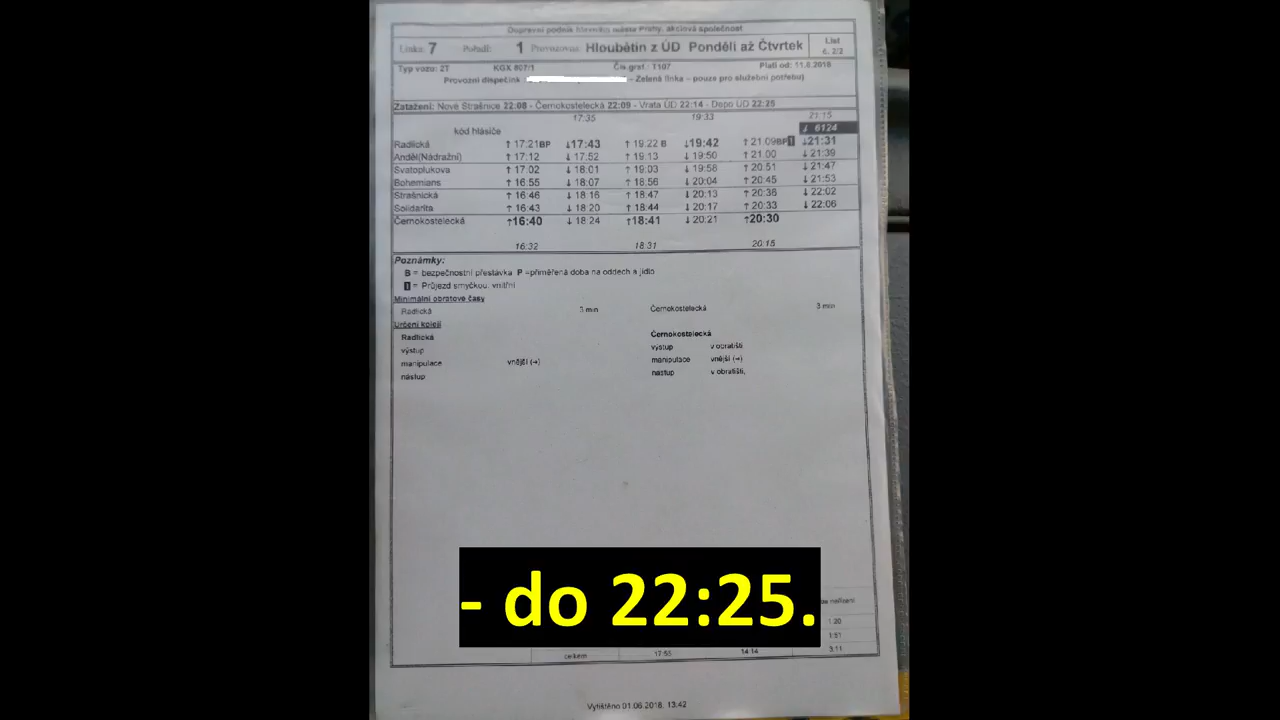 Dopravní podnik hlavního města Prahy, akciová společnost
Linka: 7 Pořadí: 1 Provozovna: Hloubětín z ÚD Pondělí až Čtvrtek List č. 2/2
Typ vozu: 2T KGX 807/1 Čís.graf.: T107 Platí od: 11.6.2018
Provozní dispečink - Zelená linka – pouze pro služební potřebu)
Zatažení: Nové Strašnice 22:08 - Černokostelecká 22:09 - Vrata ÚD 22:14 - Depo ÚD 22:25
17:35 19:33 21:15
kód hlásiče ↓ 6124
Radlická ↑ 17:21BP ↓17:43 ↑ 19:22 B ↓19:42 ↑ 21:09BP1 ↓21:31
Anděl(Nádražní) ↑ 17:12 ↓ 17:52 ↑ 19:13 ↓ 19:50 ↑ 21:00 ↓ 21:39
Svatoplukova ↑ 17:02 ↓ 18:01 ↑ 19:03 ↓ 19:58 ↑ 20:51 ↓ 21:47
Bohemians ↑ 16:55 ↓ 18:07 ↑ 18:56 ↓ 20:04 ↑ 20:45 ↓ 21:53
Strašnická ↑ 16:46 ↓ 18:16 ↑ 18:47 ↓ 20:13 ↑ 20:36 ↓ 22:02
Solidarita ↑ 16:43 ↓ 18:20 ↑ 18:44 ↓ 20:17 ↑ 20:33 ↓ 22:06
Černokostelecká ↑16:40 ↓ 18:24 ↑18:41 ↓ 20:21 ↑20:30
16:32 18:31 20:15
Poznámky:
B = bezpečnostní přestávka P =přiměřená doba na oddech a jídlo
1 = Průjezd smyčkou: vnitřní
Minimální obratové časy
Radlická 3 min Černokostelecká 3 min
Určení kolejí
Radlická Černokostelecká
výstup výstup v obratišti
manipulace vnější (→) manipulace vnější (→)
nástup nástup v obratišti,
- do 22:25.
1:20
1:51
celkem 17:55 14:14 3:11
Vytištěno 01.06.2018, 13:42